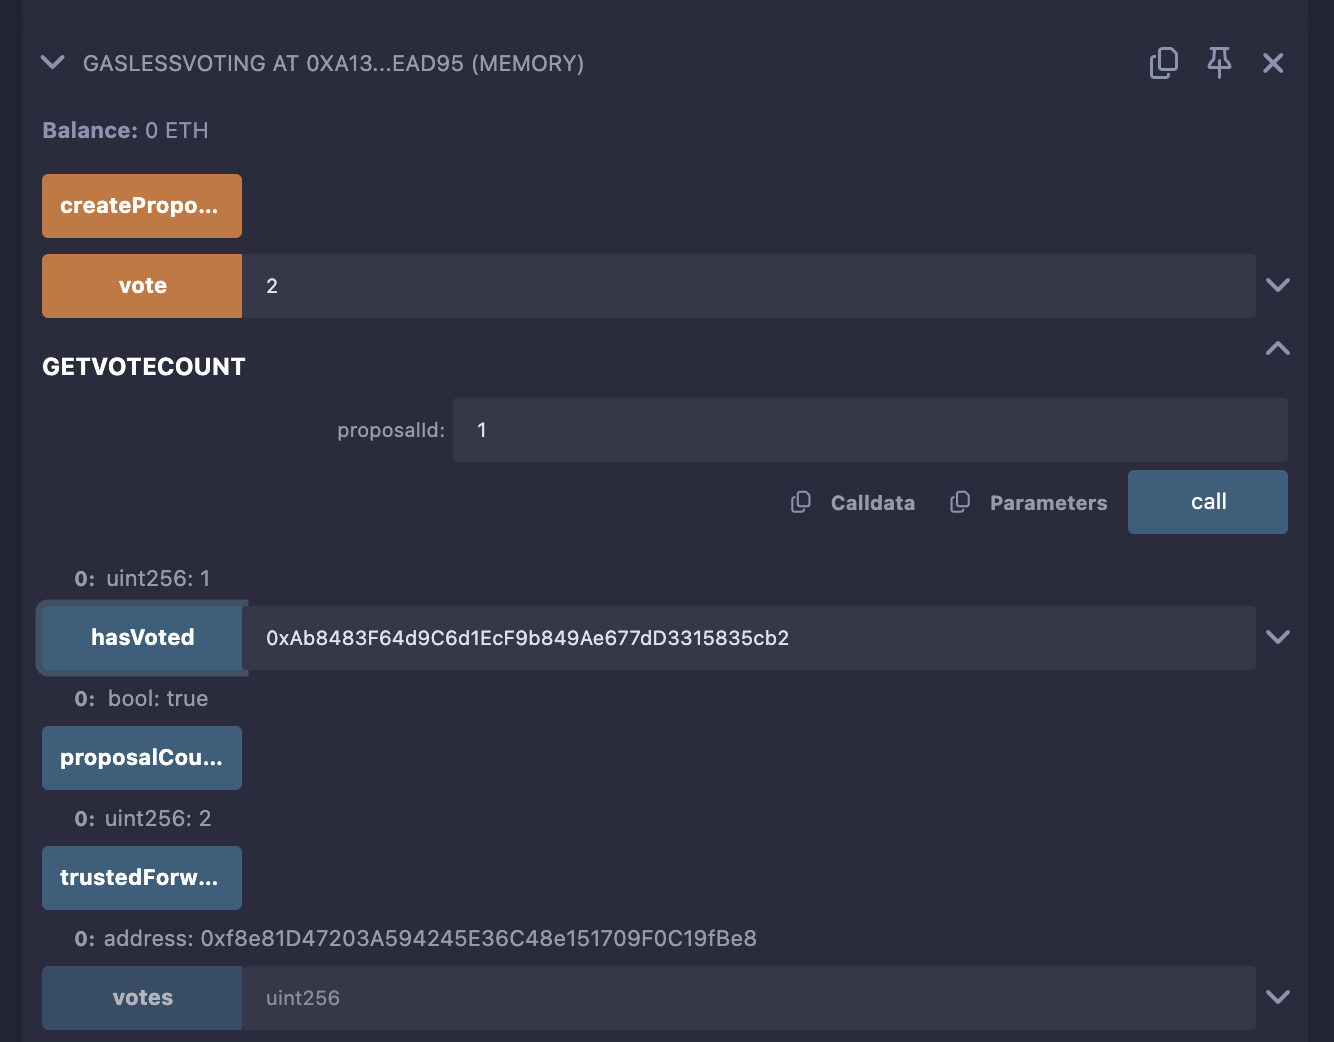 GASLESSVOTING AT 0XA13...EAD95 (MEMORY)
Balance: 0 ETH
createPropo...
vote 2
GETVOTECOUNT
proposalId: 1
Calldata Parameters call
0: uint256: 1
hasVoted 0xAb8483F64d9C6d1EcF9b849Ae677dD3315835cb2
0: bool: true
proposalCou...
0: uint256: 2
trustedForw...
0: address: 0xf8e81D47203A594245E36C48e151709F0C19fBe8
votes uint256